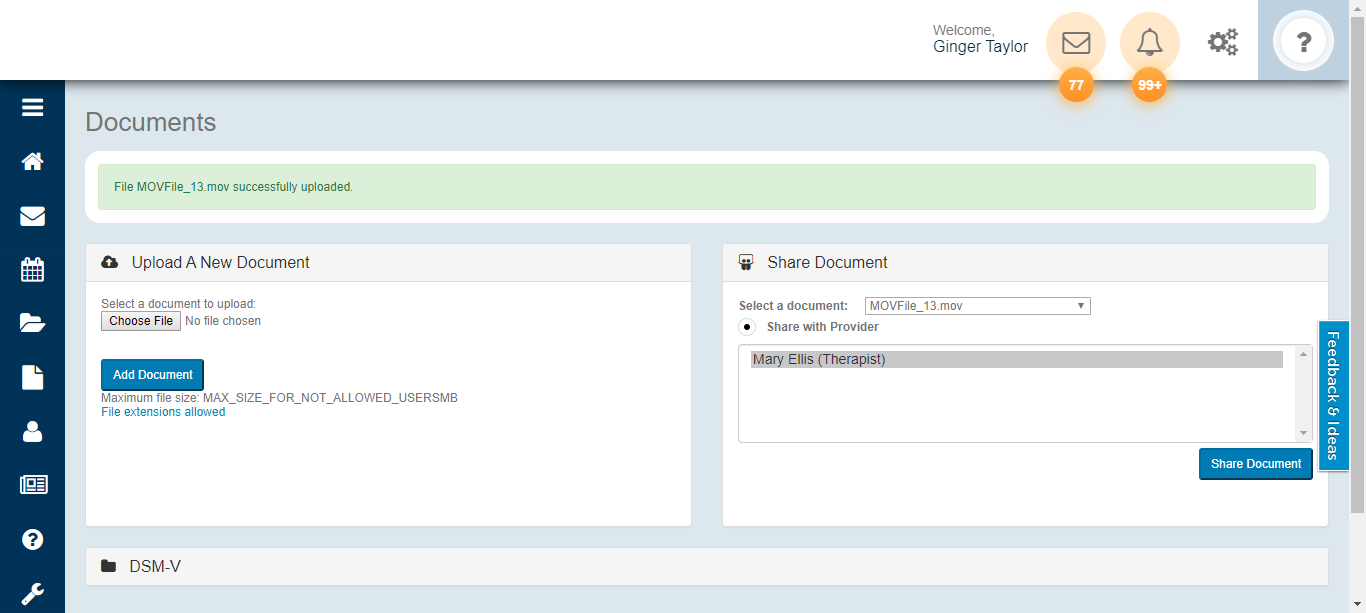 Welcome,
Ginger Taylor
77
99+
?
Documents
File MOVFile_13.mov successfully uploaded.
Upload A New Document
Select a document to upload:
Choose File No file chosen
Add Document
Maximum file size: MAX_SIZE_FOR_NOT_ALLOWED_USERSMB
File extensions allowed
Share Document
Select a document: MOVFile_13.mov
Share with Provider
Mary Ellis (Therapist)
Share Document
Feedback & Ideas
?
DSM-V